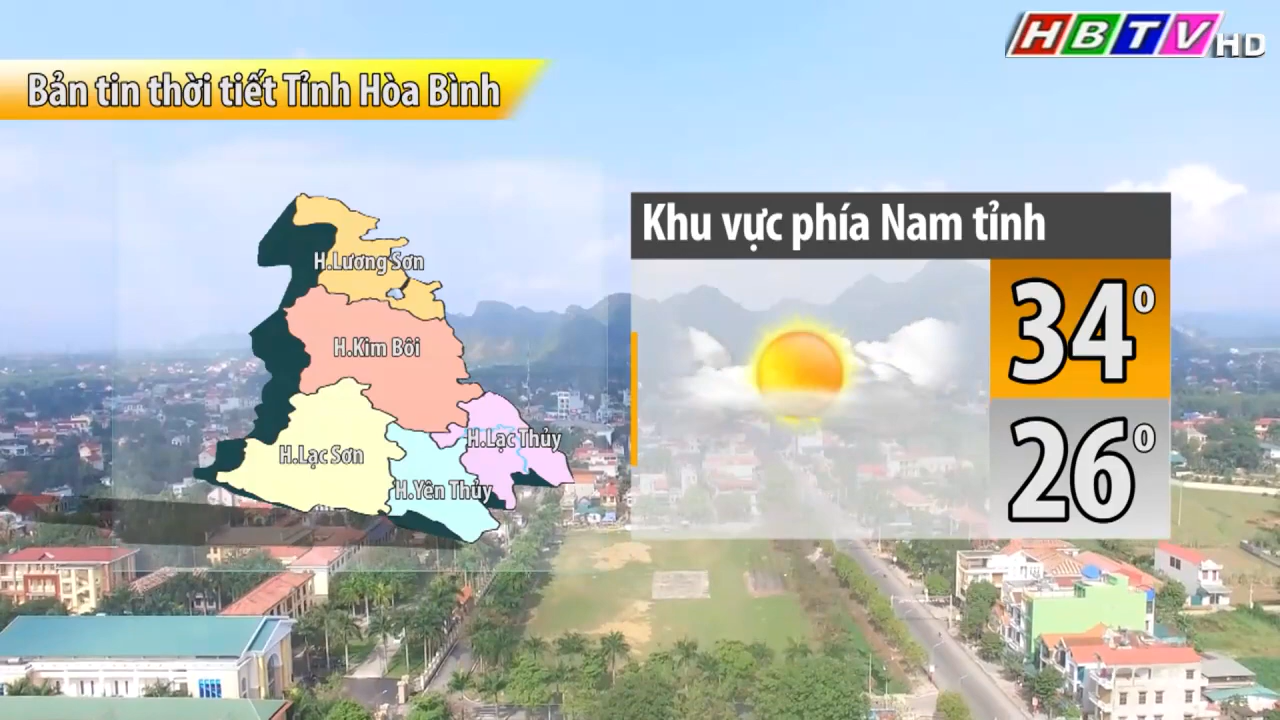 HBTV HD
Bản tin thời tiết Tỉnh Hòa Bình
Khu vực phía Nam tỉnh
34°
26°
H.Lương Sơn
H.Kim Bôi
H.Lạc Thủy
H.Lạc Sơn
H.Yên Thủy